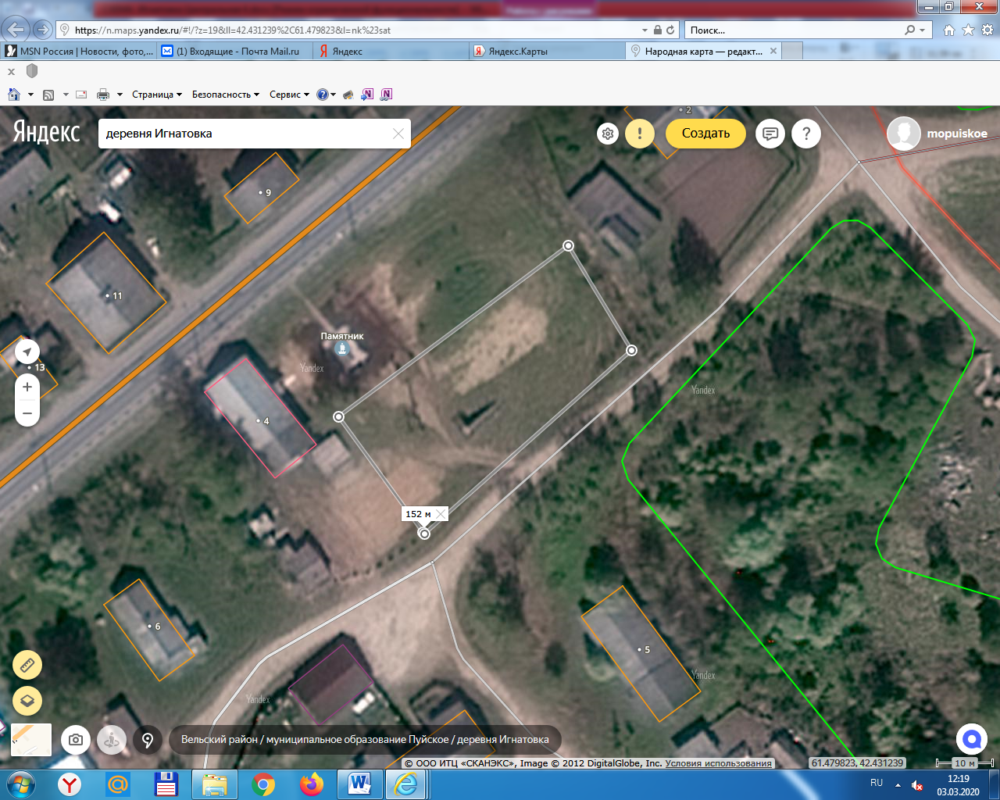 https://n.maps.yandex.ru/#!/?z=19&ll=42.431239%2C61.479823&l=nk%23sat
Поиск...
MSN Россия | Новости, фото,...
(1) Входящие - Почта Mail.ru
Яндекс
Яндекс.Карты
Народная карта — редакт...
Страница
Безопасность
Сервис
Яндекс
деревня Игнатовка
Создать
mopuiskoe
2
9
11
13
Памятник
Yandex
Yandex
4
152 м
6
5
Yandex
Yandex
Вельский район / муниципальное образование Пуйское / деревня Игнатовка
© ООО ИТЦ «СКАНЭКС», Image © 2012 DigitalGlobe, Inc. Условия использования
61.479823, 42.431239
10 м
RU
12:19
03.03.2020